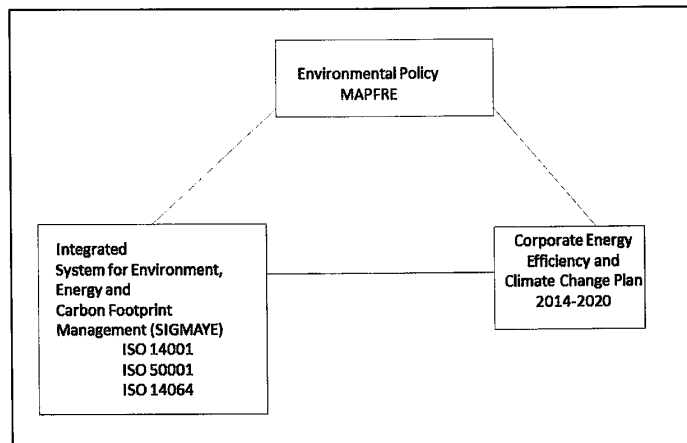 Environmental Policy
MAPFRE
Integrated
System for Environment,
Energy and
Carbon Footprint
Management (SIGMAYE)
ISO 14001
ISO 50001
ISO 14064
Corporate Energy
Efficiency and
Climate Change Plan
2014-2020